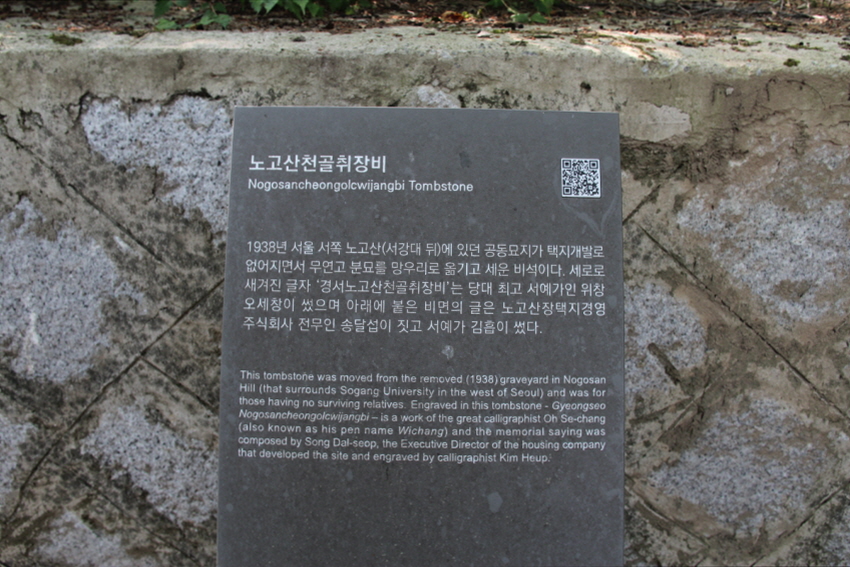 노고산천골취장비
Nogosancheongolcwijangbi Tombstone
1938년 서울 서쪽 노고산(서강대 뒤)에 있던 공동묘지가 택지개발로
없어지면서 무연고 분묘를 망우리로 옮기고 세운 비석이다. 세로로
새겨진 글자 ‘경서노고산천골취장비’는 당대 최고 서예가인 위창
오세창이 썼으며 아래에 붙은 비면의 글은 노고산장택지경영
주식회사 전무인 송달섭이 짓고 서예가 김흡이 썼다.
This tombstone was moved from the removed (1938) graveyard in Nogosan
Hill (that surrounds Sogang University in the west of Seoul) and was for
those having no surviving relatives. Engraved in this tombstone - Gyeongseo
Nogosancheongolcwijangbi – is a work of the great calligraphist Oh Se-chang
(also known as his pen name Wichang) and the memorial saying was
composed by Song Dal-seop, the Executive Director of the housing company
that developed the site and engraved by calligraphist Kim Heup.